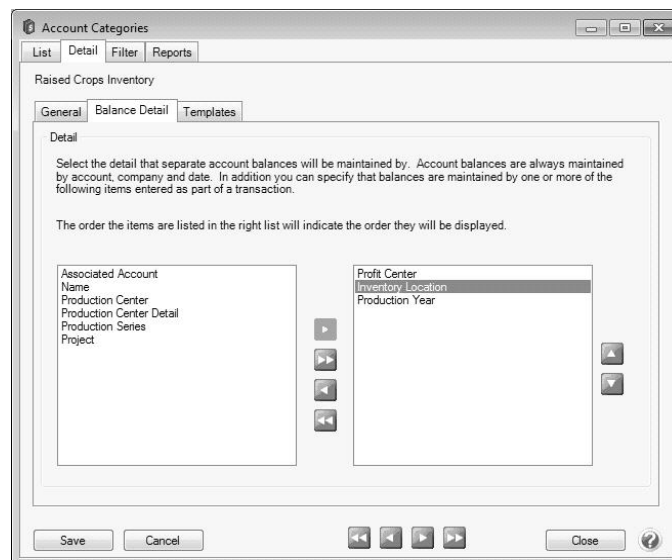 Account Categories
List Detail Filter Reports
Raised Crops Inventory
General Balance Detail Templates
Detail
Select the detail that separate account balances will be maintained by. Account balances are always maintained
by account, company and date. In addition you can specify that balances are maintained by one or more of the
following items entered as part of a transaction.
The order the items are listed in the right list will indicate the order they will be displayed.
Associated Account
Name
Production Center
Production Center Detail
Production Series
Project
Profit Center
Inventory Location
Production Year
Save Cancel Close ?